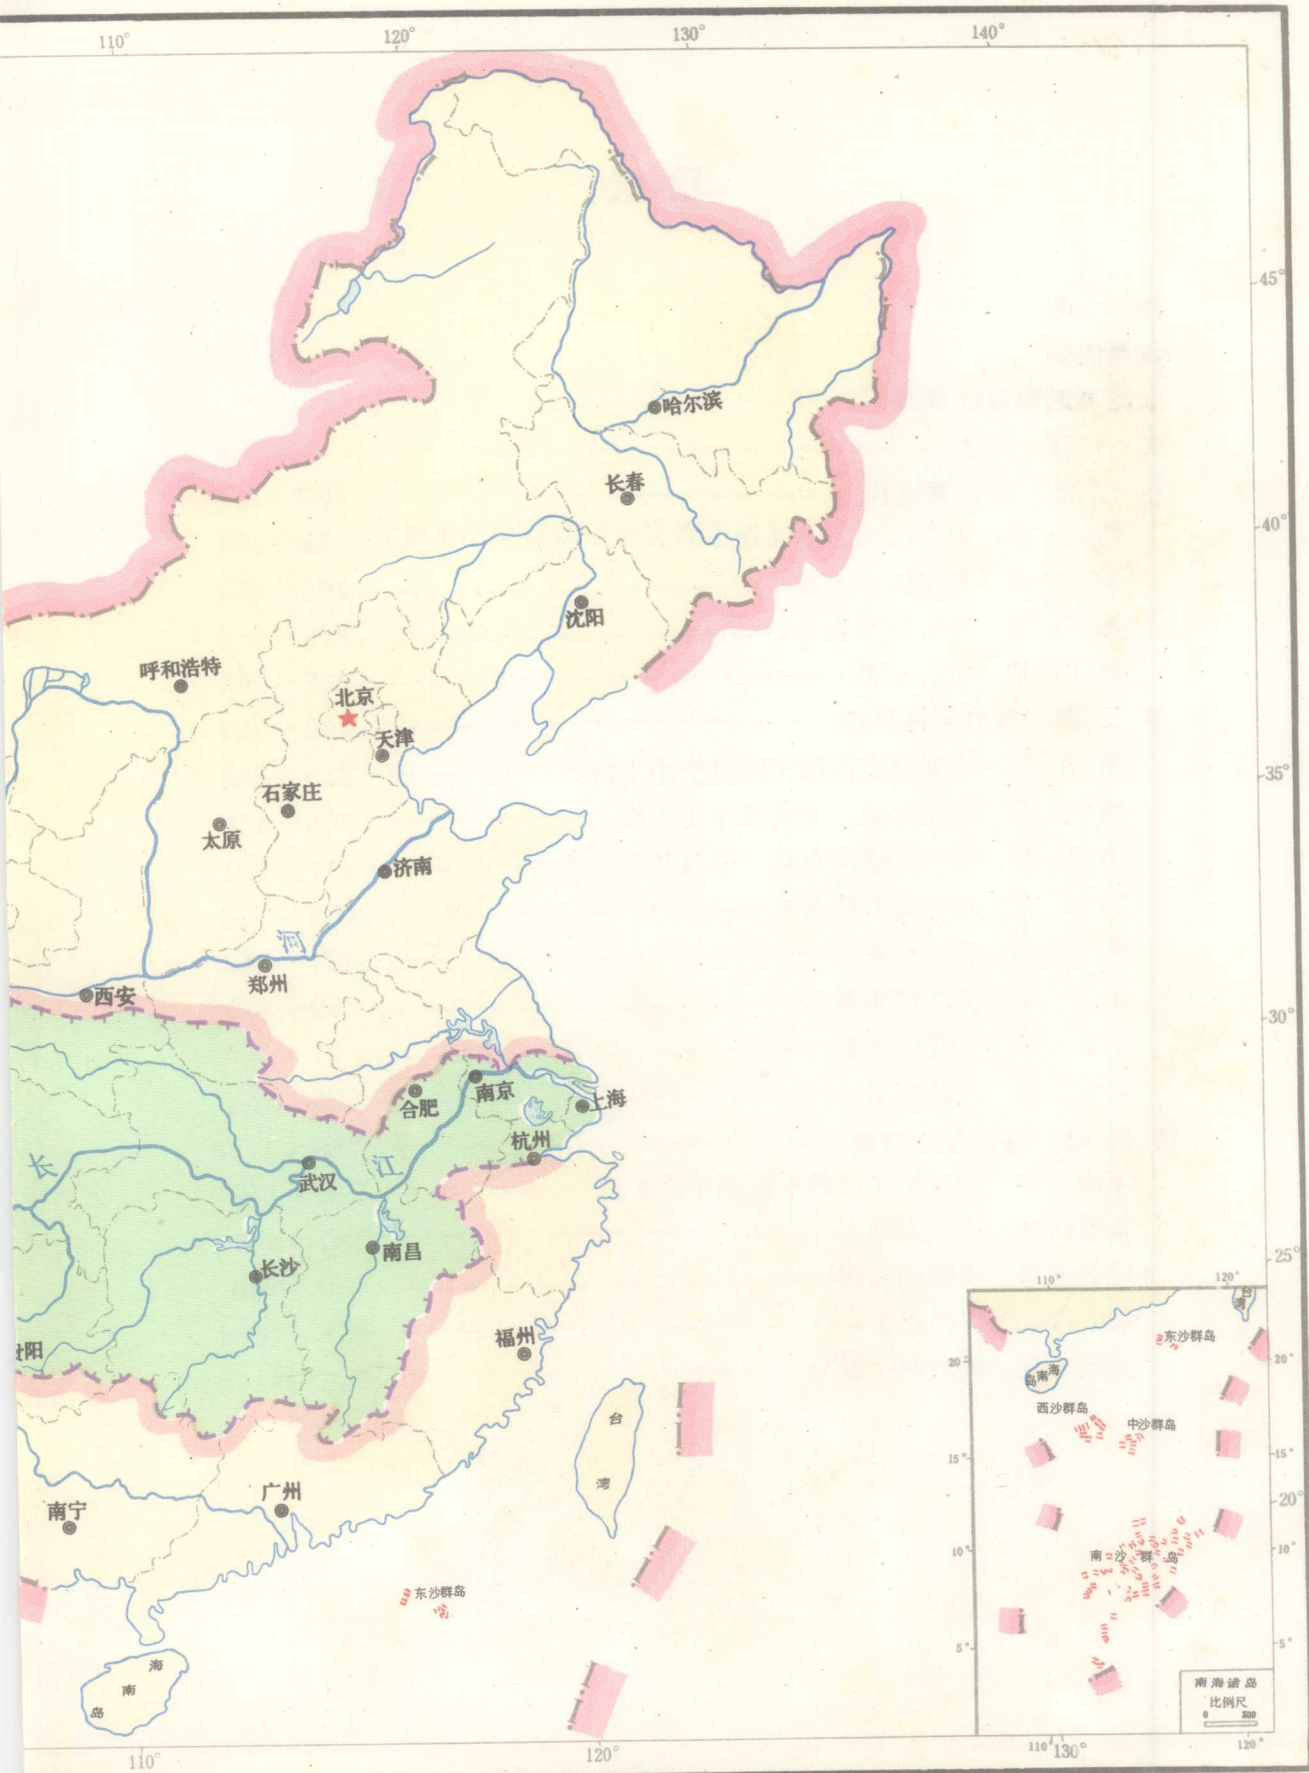 110° 120° 130° 140°
45°
哈尔滨
长春
40°
沈阳
呼和浩特
北京
天津
35°
石家庄
太原
济南
河
郑州
西安
30°
南京
合肥
上海
杭州
长
江
武汉
南昌
长沙
25°
阳
福州
台
湾
广州
南宁
东沙群岛
海
南
岛
110° 120° 130°
20°
110° 120°
台
湾
东沙群岛
20° 20°
海
南
岛
西沙群岛
中沙群岛
15° 15°
南沙群岛
10° 10°
5° 5°
南海诸岛
比例尺
0 300
110° 120°